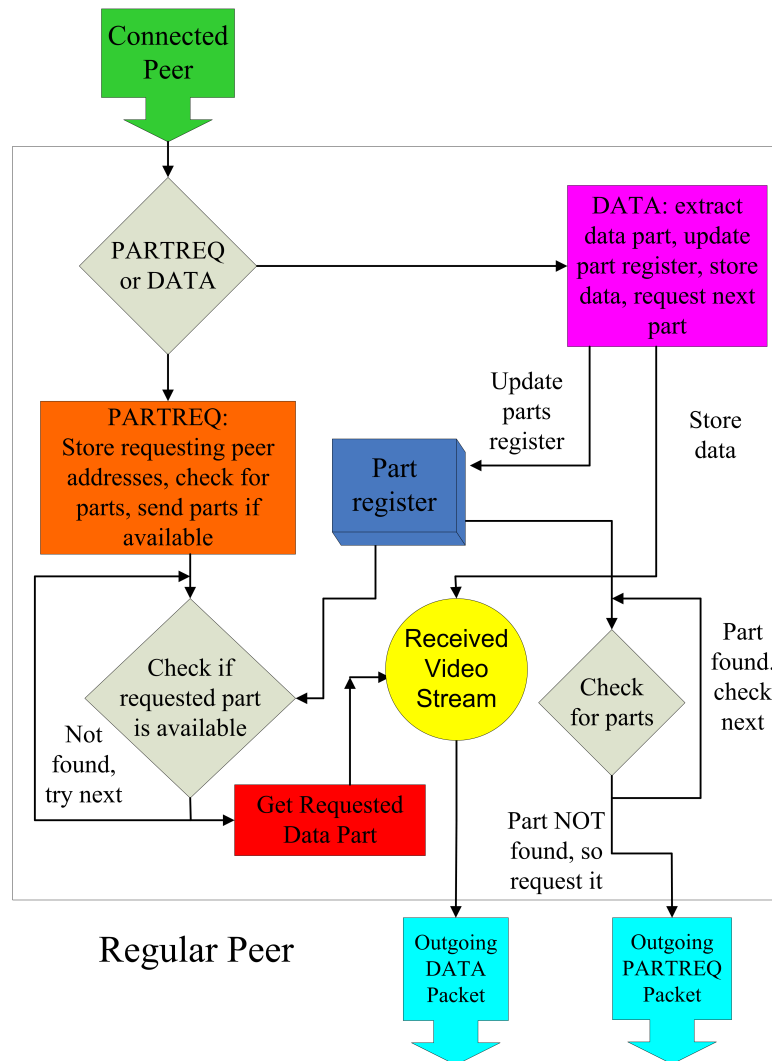 Connected
Peer
PARTREQ
or DATA
DATA: extract
data part, update
part register, store
data, request next
part
Update
parts
register
Store
data
PARTREQ:
Store requesting peer
addresses, check for
parts, send parts if
available
Part
register
Check if
requested part
is available
Received
Video
Stream
Check
for parts
Part
found,
check
next
Not
found,
try next
Get Requested
Data Part
Part NOT
found, so
request it
Regular Peer
Outgoing
DATA
Packet
Outgoing
PARTREQ
Packet